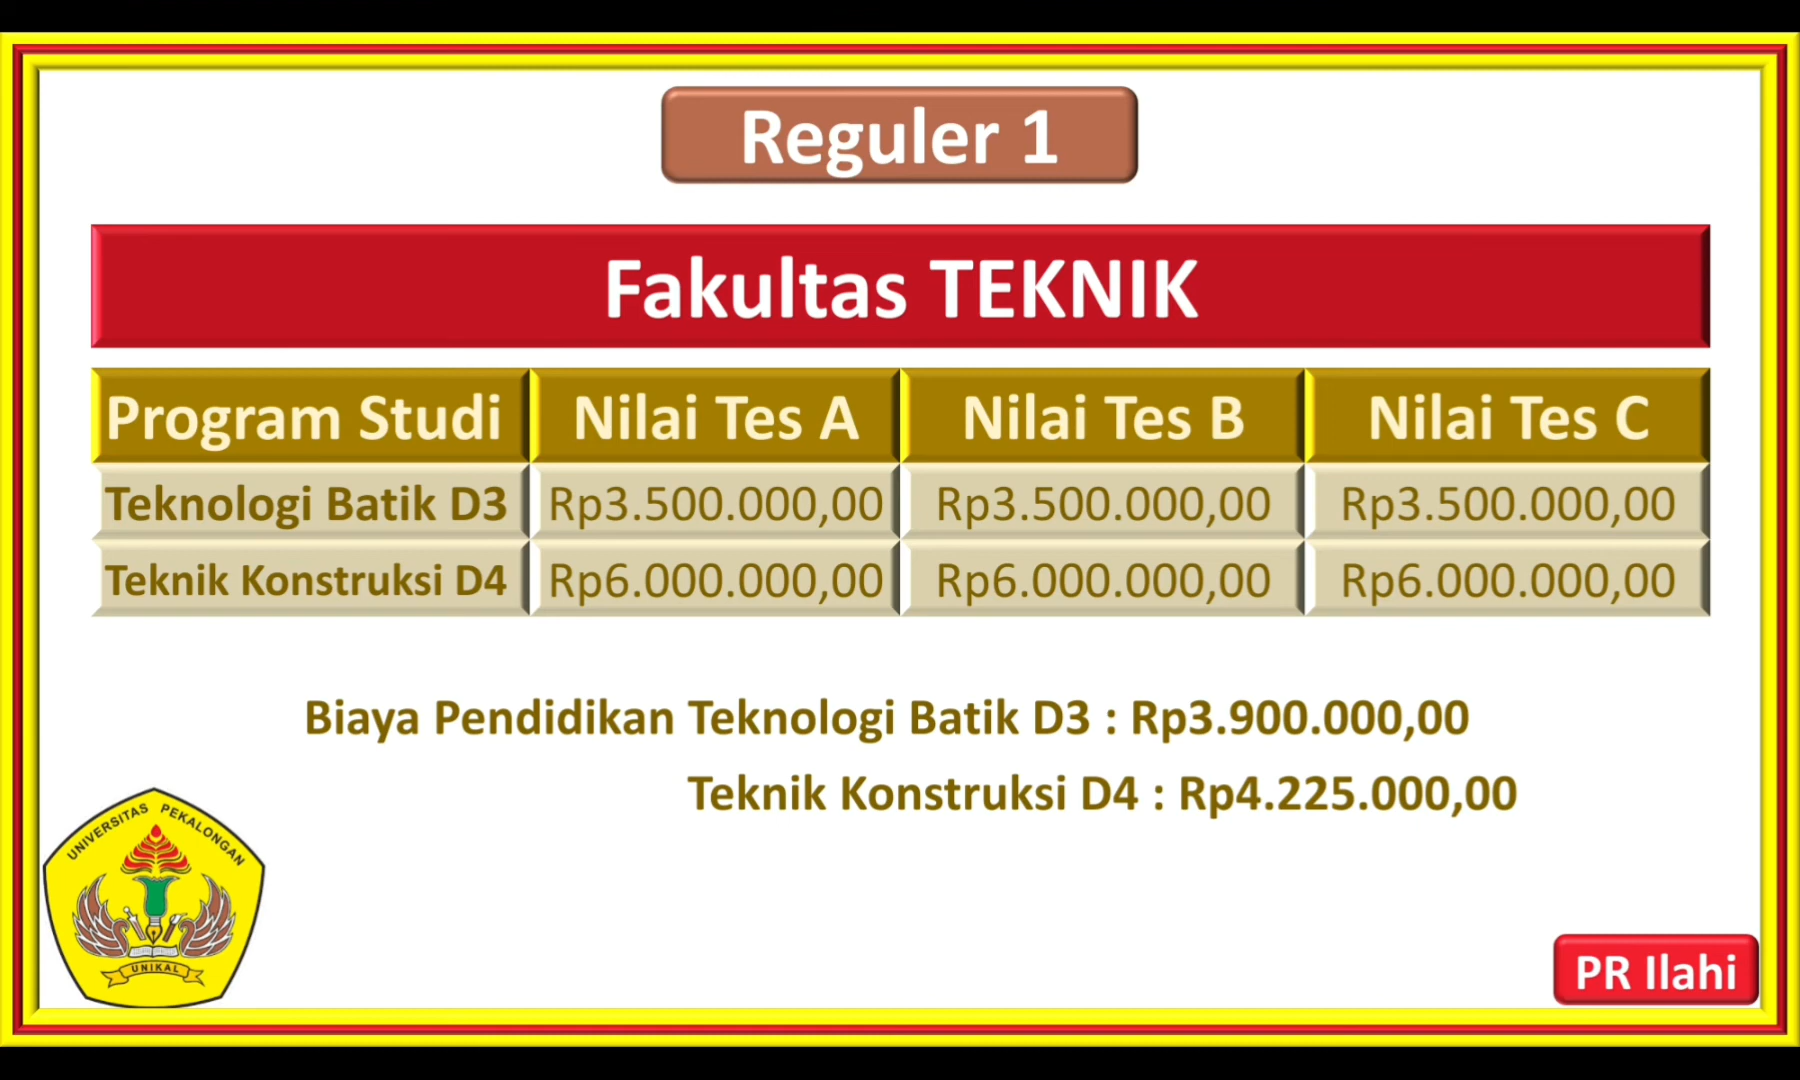 Reguler 1
Fakultas TEKNIK
Program Studi Nilai Tes A Nilai Tes B Nilai Tes C
Teknologi Batik D3 Rp3.500.000,00 Rp3.500.000,00 Rp3.500.000,00
Teknik Konstruksi D4 Rp6.000.000,00 Rp6.000.000,00 Rp6.000.000,00
Biaya Pendidikan Teknologi Batik D3 : Rp3.900.000,00
Teknik Konstruksi D4 : Rp4.225.000,00
UNIVERSITAS PEKALONGAN
UNIKAL
PR Ilahi